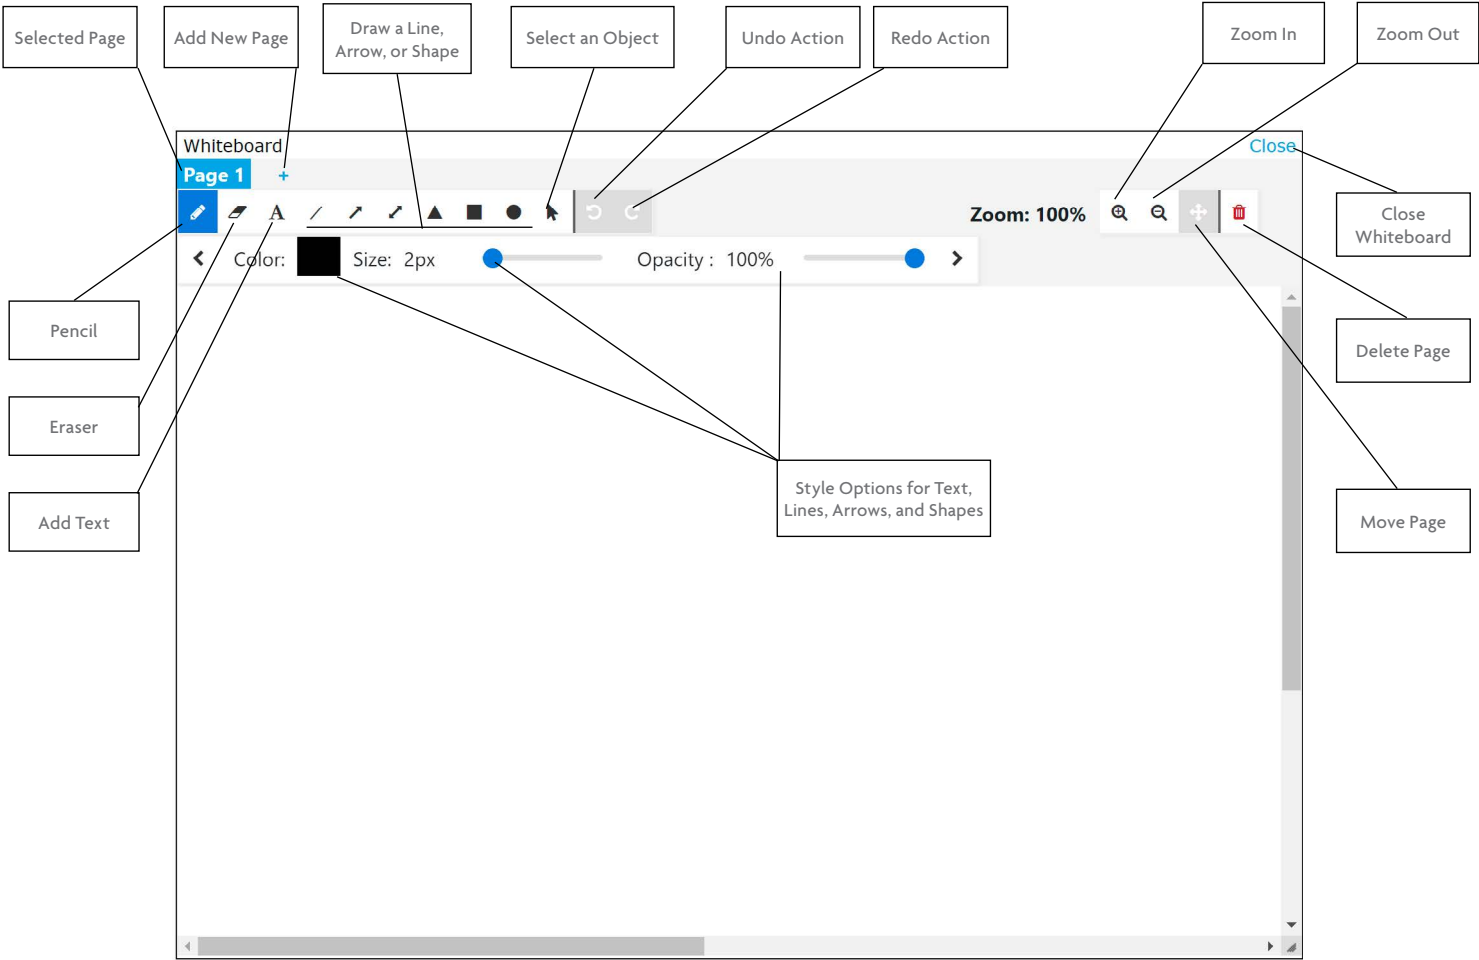 Selected Page
Add New Page
Draw a Line,
Arrow, or Shape
Select an Object
Undo Action
Redo Action
Zoom In
Zoom Out
Whiteboard
Close
Page 1
+
A
Zoom: 100%
Color:
Size: 2px
Opacity : 100%
Close
Whiteboard
Pencil
Delete Page
Eraser
Style Options for Text,
Lines, Arrows, and Shapes
Add Text
Move Page